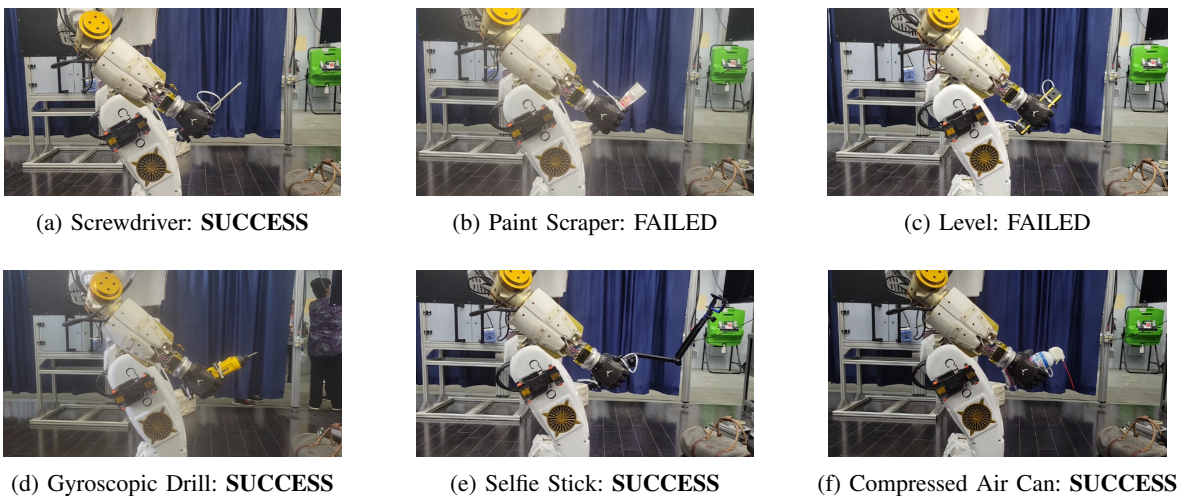 (a) Screwdriver: SUCCESS
(b) Paint Scraper: FAILED
(c) Level: FAILED
(d) Gyroscopic Drill: SUCCESS
(e) Selfie Stick: SUCCESS
(f) Compressed Air Can: SUCCESS